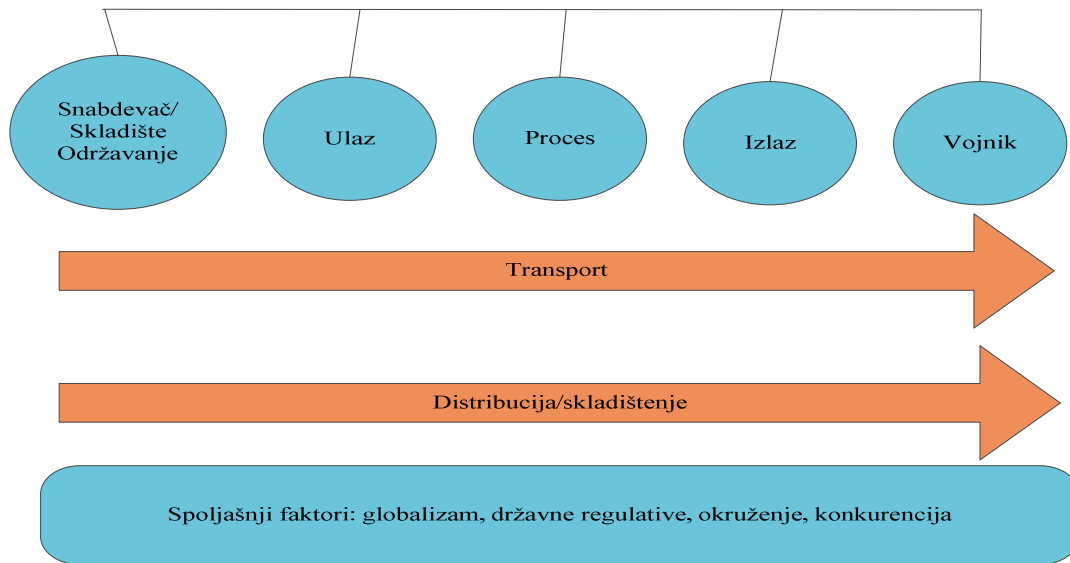 Snabdevač/
Skladište
Održavanje
Ulaz
Proces
Izlaz
Vojnik
Transport
Distribucija/skladištenje
Spoljašnji faktori: globalizam, državne regulative, okruženje, konkurencija